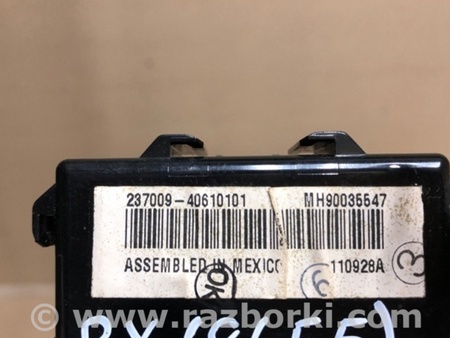 237009-40610101 MH90035547
ASSEMBLED IN MEXICO 110928A
OK 6 3
www.razborki.com